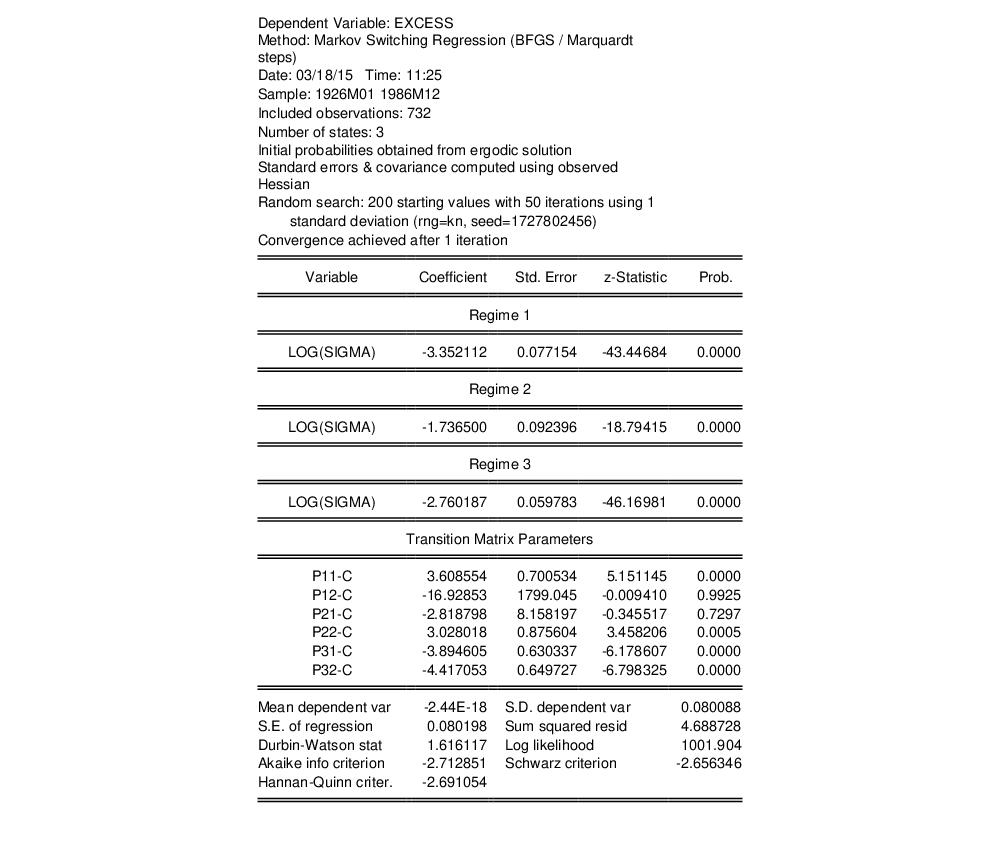 Dependent Variable: EXCESS
Method: Markov Switching Regression (BFGS / Marquardt
steps)
Date: 03/18/15 Time: 11:25
Sample: 1926M01 1986M12
Included observations: 732
Number of states: 3
Initial probabilities obtained from ergodic solution
Standard errors & covariance computed using observed
Hessian
Random search: 200 starting values with 50 iterations using 1
standard deviation (rng=kn, seed=1727802456)
Convergence achieved after 1 iteration
Variable Coefficient Std. Error z-Statistic Prob.
Regime 1
LOG(SIGMA) -3.352112 0.077154 -43.44684 0.0000
Regime 2
LOG(SIGMA) -1.736500 0.092396 -18.79415 0.0000
Regime 3
LOG(SIGMA) -2.760187 0.059783 -46.16981 0.0000
Transition Matrix Parameters
P11-C 3.608554 0.700534 5.151145 0.0000
P12-C -16.92853 1799.045 -0.009410 0.9925
P21-C -2.818798 8.158197 -0.345517 0.7297
P22-C 3.028018 0.875604 3.458206 0.0005
P31-C -3.894605 0.630337 -6.178607 0.0000
P32-C -4.417053 0.649727 -6.798325 0.0000
Mean dependent var -2.44E-18 S.D. dependent var 0.080088
S.E. of regression 0.080198 Sum squared resid 4.688728
Durbin-Watson stat 1.616117 Log likelihood 1001.904
Akaike info criterion -2.712851 Schwarz criterion -2.656346
Hannan-Quinn criter. -2.691054